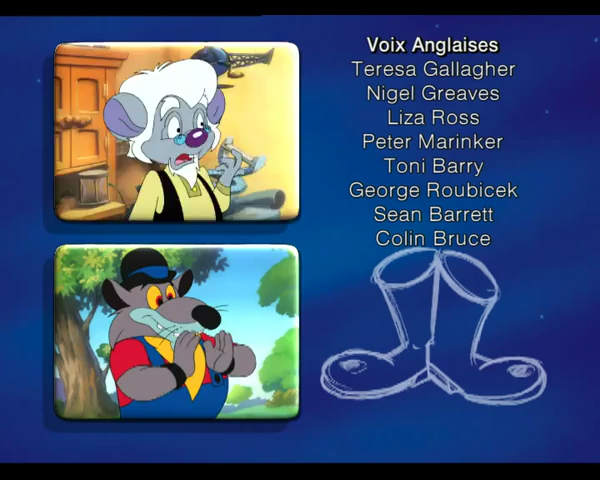 Voix Anglaises
Teresa Gallagher
Nigel Greaves
Liza Ross
Peter Marinker
Toni Barry
George Roubicek
Sean Barrett
Colin Bruce